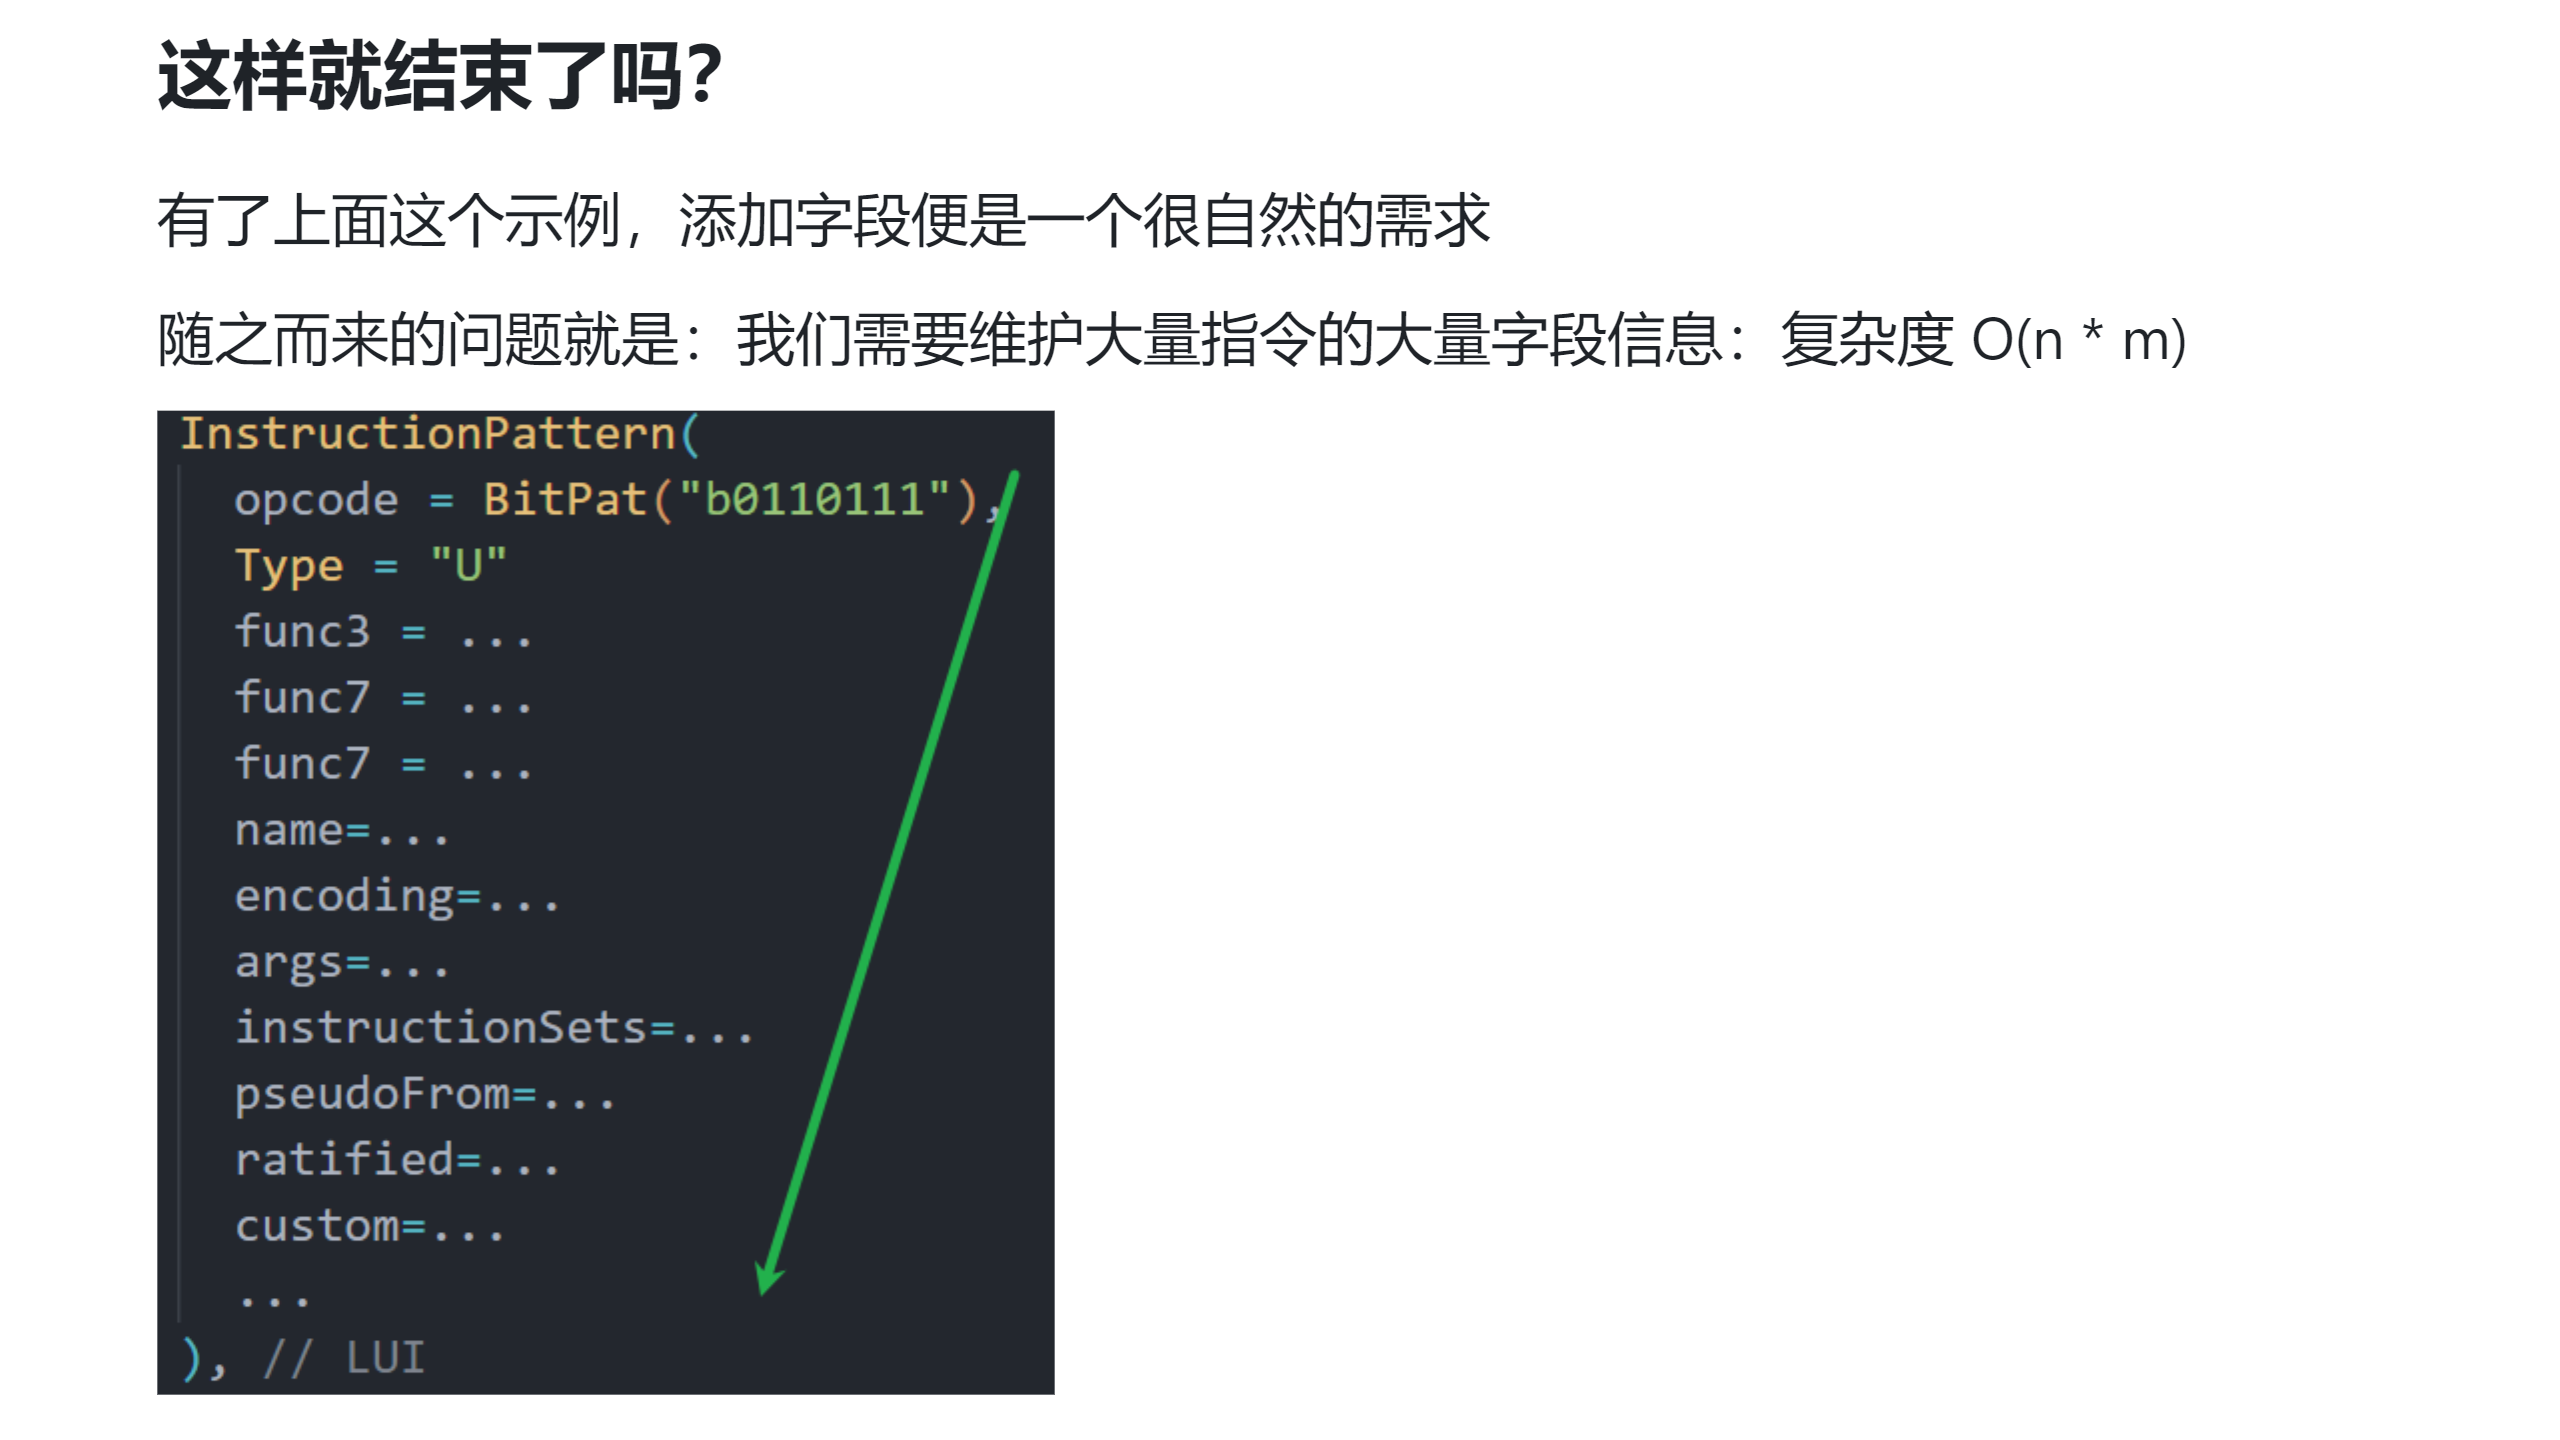 这样就结束了吗？
有了上面这个示例，添加字段便是一个很自然的需求
随之而来的问题就是：我们需要维护大量指令的大量字段信息：复杂度 O(n * m)
InstructionPattern(
opcode = BitPat("b0110111"),
Type = "U"
func3 = ...
func7 = ...
func7 = ...
name=...
encoding=...
args=...
instructionSets=...
pseudoFrom=...
ratified=...
custom=...
...
), // LUI